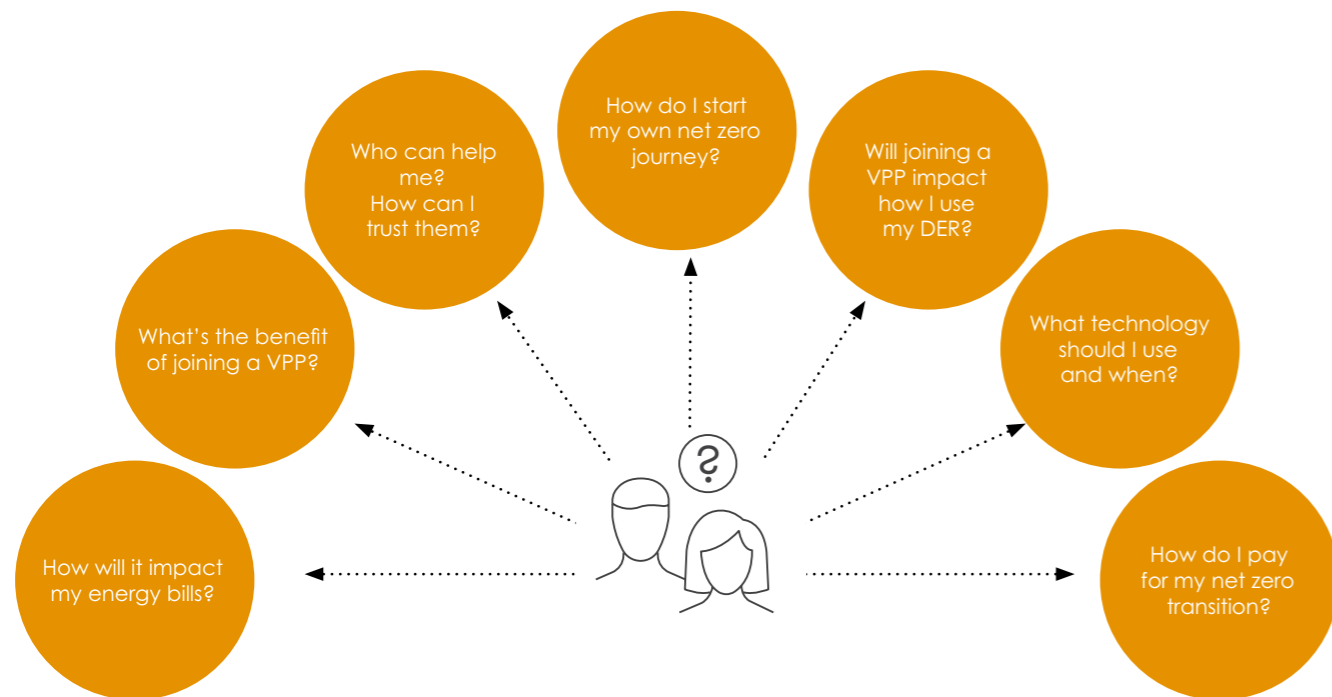 How will it impact
my energy bills?
What’s the benefit
of joining a VPP?
Who can help
me?
How can I
trust them?
How do I start
my own net zero
journey?
Will joining a
VPP impact
how I use
my DER?
What technology
should I use
and when?
How do I pay
for my net zero
transition?
?